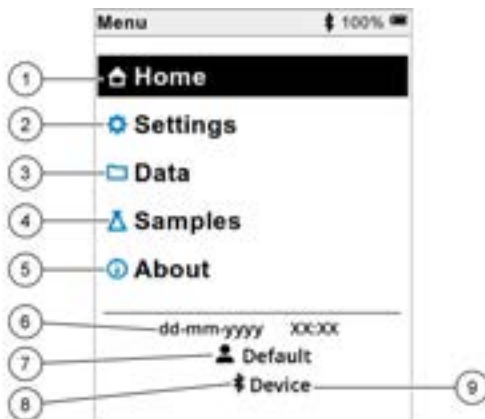 Menu 100%
1 Home
2 Settings
3 Data
4 Samples
5 About
6 dd-mm-yyyy XX:XX
7 Default
8 Device 9